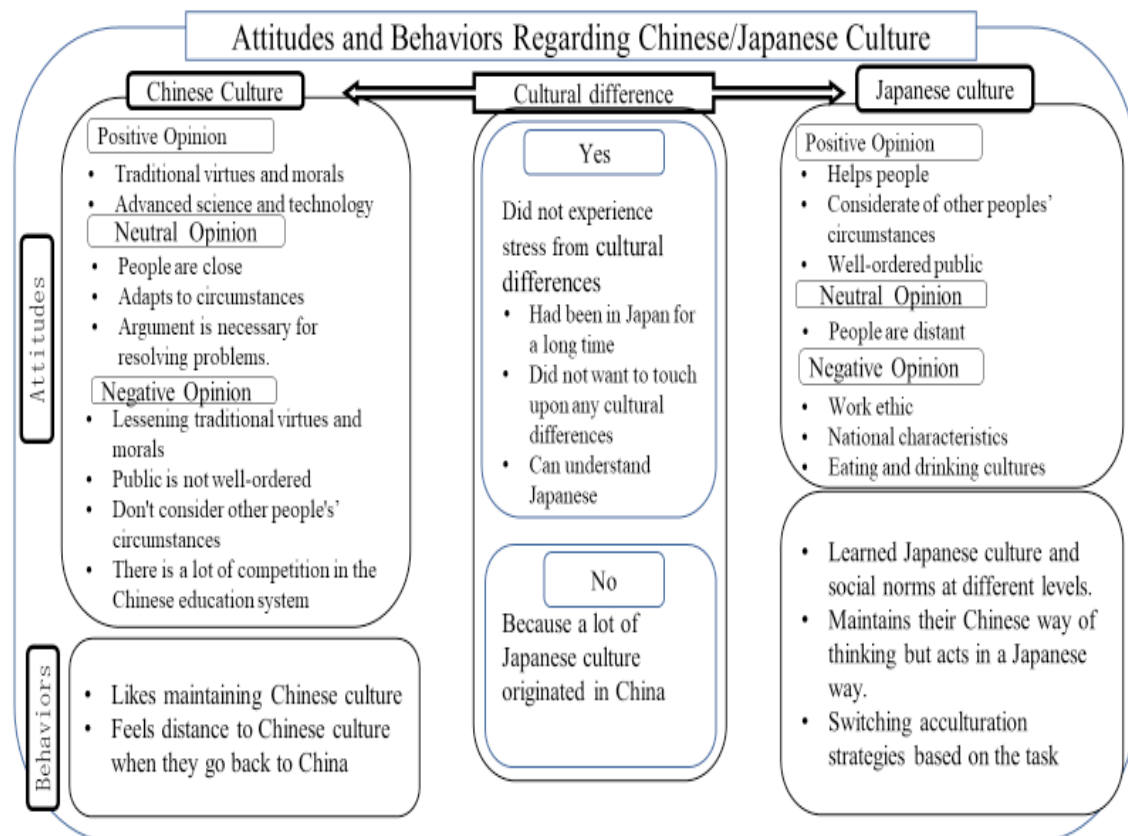 Attitudes and Behaviors Regarding Chinese/Japanese Culture
Chinese Culture
Cultural difference
Japanese culture
Attitudes
Positive Opinion
• Traditional virtues and morals
• Advanced science and technology
Neutral Opinion
• People are close
• Adapts to circumstances
• Argument is necessary for
resolving problems.
Negative Opinion
• Lessening traditional virtues and
morals
• Public is not well-ordered
• Don't consider other people's’
circumstances
• There is a lot of competition in the
Chinese education system
Yes
Did not experience
stress from cultural
differences
• Had been in Japan for
a long time
• Did not want to touch
upon any cultural
differences
• Can understand
Japanese
No
Because a lot of
Japanese culture
originated in China
Positive Opinion
• Helps people
• Considerate of other peoples’
circumstances
• Well-ordered public
Neutral Opinion
• People are distant
Negative Opinion
• Work ethic
• National characteristics
• Eating and drinking cultures
Behaviors
• Likes maintaining Chinese culture
• Feels distance to Chinese culture
when they go back to China
• Learned Japanese culture and
social norms at different levels.
• Maintains their Chinese way of
thinking but acts in a Japanese
way.
• Switching acculturation
strategies based on the task